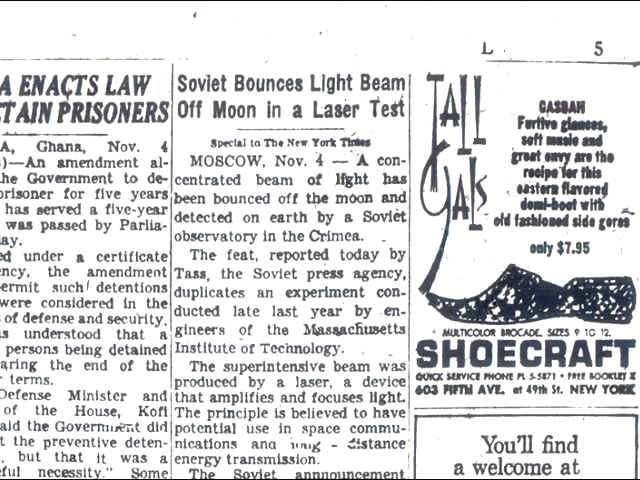 L 5
A ENACTS LAW
TAIN PRISONERS
A, Ghana, Nov. 4
)—An amendment al-
he Government to de-
prisoner for five years
has served a five-year
was passed by Parlia-
ay.
ed under a certificate
ncy, the amendment
ermit such detentions
were considered in the
of defense and security.
s understood that a
persons being detained
aring the end of the
terms.
Defense Minister and
of the House, Kofi
aid the Government did
t the preventive deten-
, but that it was a
ful necessity." Some
Soviet Bounces Light Beam
Off Moon in a Laser Test
Special to The New York Times
MOSCOW, Nov. 4 — A con-
centrated beam of light has
been bounced off the moon and
detected on earth by a Soviet
observatory in the Crimea.
The feat, reported today by
Tass, the Soviet press agency,
duplicates an experiment con-
ducted late last year by en-
gineers of the Massachusetts
Institute of Technology.
The superintensive beam was
produced by a laser, a device
that amplifies and focuses light.
The principle is believed to have
potential use in space commu-
nications and long - distance
energy transmission.
The Soviet announcement
Tall
Gals
CASBAH
Furtive glances,
soft music and
great envy are the
recipe for this
eastern flavored
demi-boot with
old fashioned side gores
only $7.95
MULTICOLOR BROCADE. SIZES 9 TO 12.
SHOECRAFT
QUICK SERVICE PHONE PL 5-5871 • FREE BOOKLET X
603 FIFTH AVE. at 49th St. NEW YORK
You'll find
a welcome at